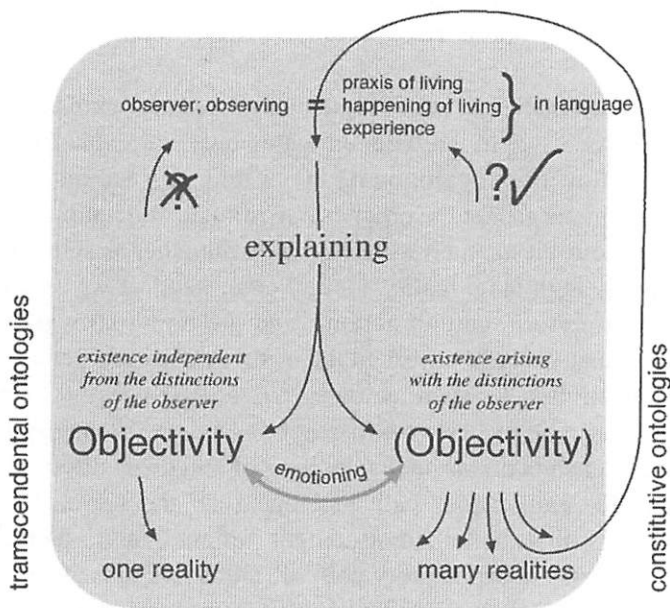 praxis of living
observer; observing = happening of living } in language
experience
? ?✓
explaining
tramscendental ontologies
existence independent
from the distinctions
of the observer
existence arising
with the distinctions
of the observer
Objectivity
(Objectivity)
emotioning
one reality
many realities
constitutive ontologies